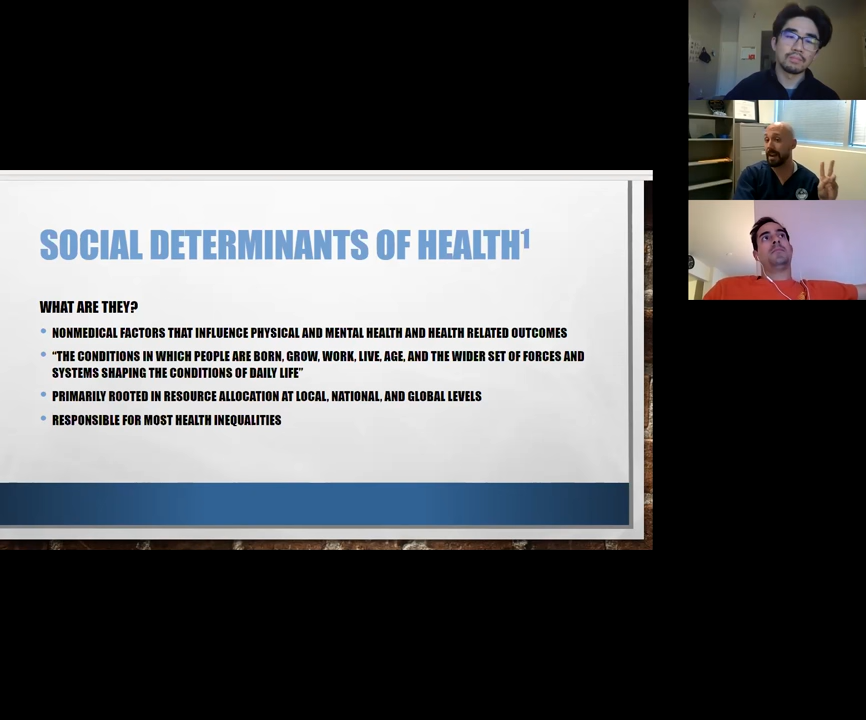 SOCIAL DETERMINANTS OF HEALTH¹
WHAT ARE THEY?
• NONMEDICAL FACTORS THAT INFLUENCE PHYSICAL AND MENTAL HEALTH AND HEALTH RELATED OUTCOMES
• “THE CONDITIONS IN WHICH PEOPLE ARE BORN, GROW, WORK, LIVE, AGE, AND THE WIDER SET OF FORCES AND
SYSTEMS SHAPING THE CONDITIONS OF DAILY LIFE”
• PRIMARILY ROOTED IN RESOURCE ALLOCATION AT LOCAL, NATIONAL, AND GLOBAL LEVELS
• RESPONSIBLE FOR MOST HEALTH INEQUALITIES